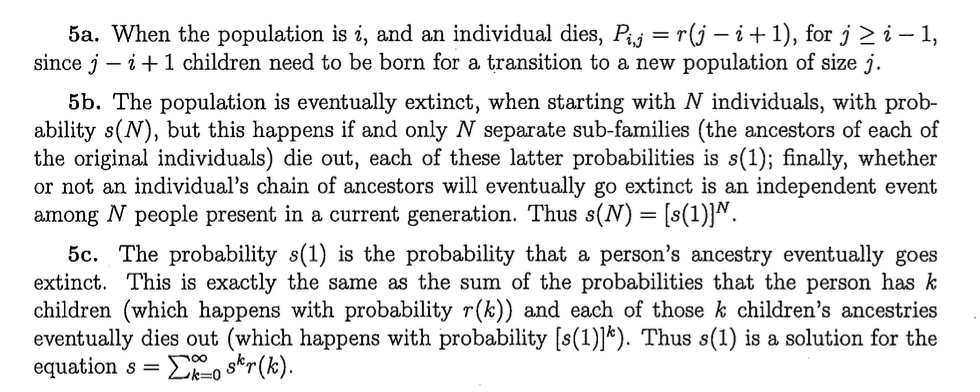 5a. When the population is i, and an individual dies, P_{i,j} = r(j − i + 1), for j ≥ i − 1,
since j − i + 1 children need to be born for a transition to a new population of size j.
5b. The population is eventually extinct, when starting with N individuals, with prob-
ability s(N), but this happens if and only N separate sub-families (the ancestors of each of
the original individuals) die out, each of these latter probabilities is s(1); finally, whether
or not an individual's chain of ancestors will eventually go extinct is an independent event
among N people present in a current generation. Thus s(N) = [s(1)]^N.
5c. The probability s(1) is the probability that a person's ancestry eventually goes
extinct. This is exactly the same as the sum of the probabilities that the person has k
children (which happens with probability r(k)) and each of those k children's ancestries
eventually dies out (which happens with probability [s(1)]^k). Thus s(1) is a solution for the
equation s = ∑_{k=0}^{∞} s^k r(k).